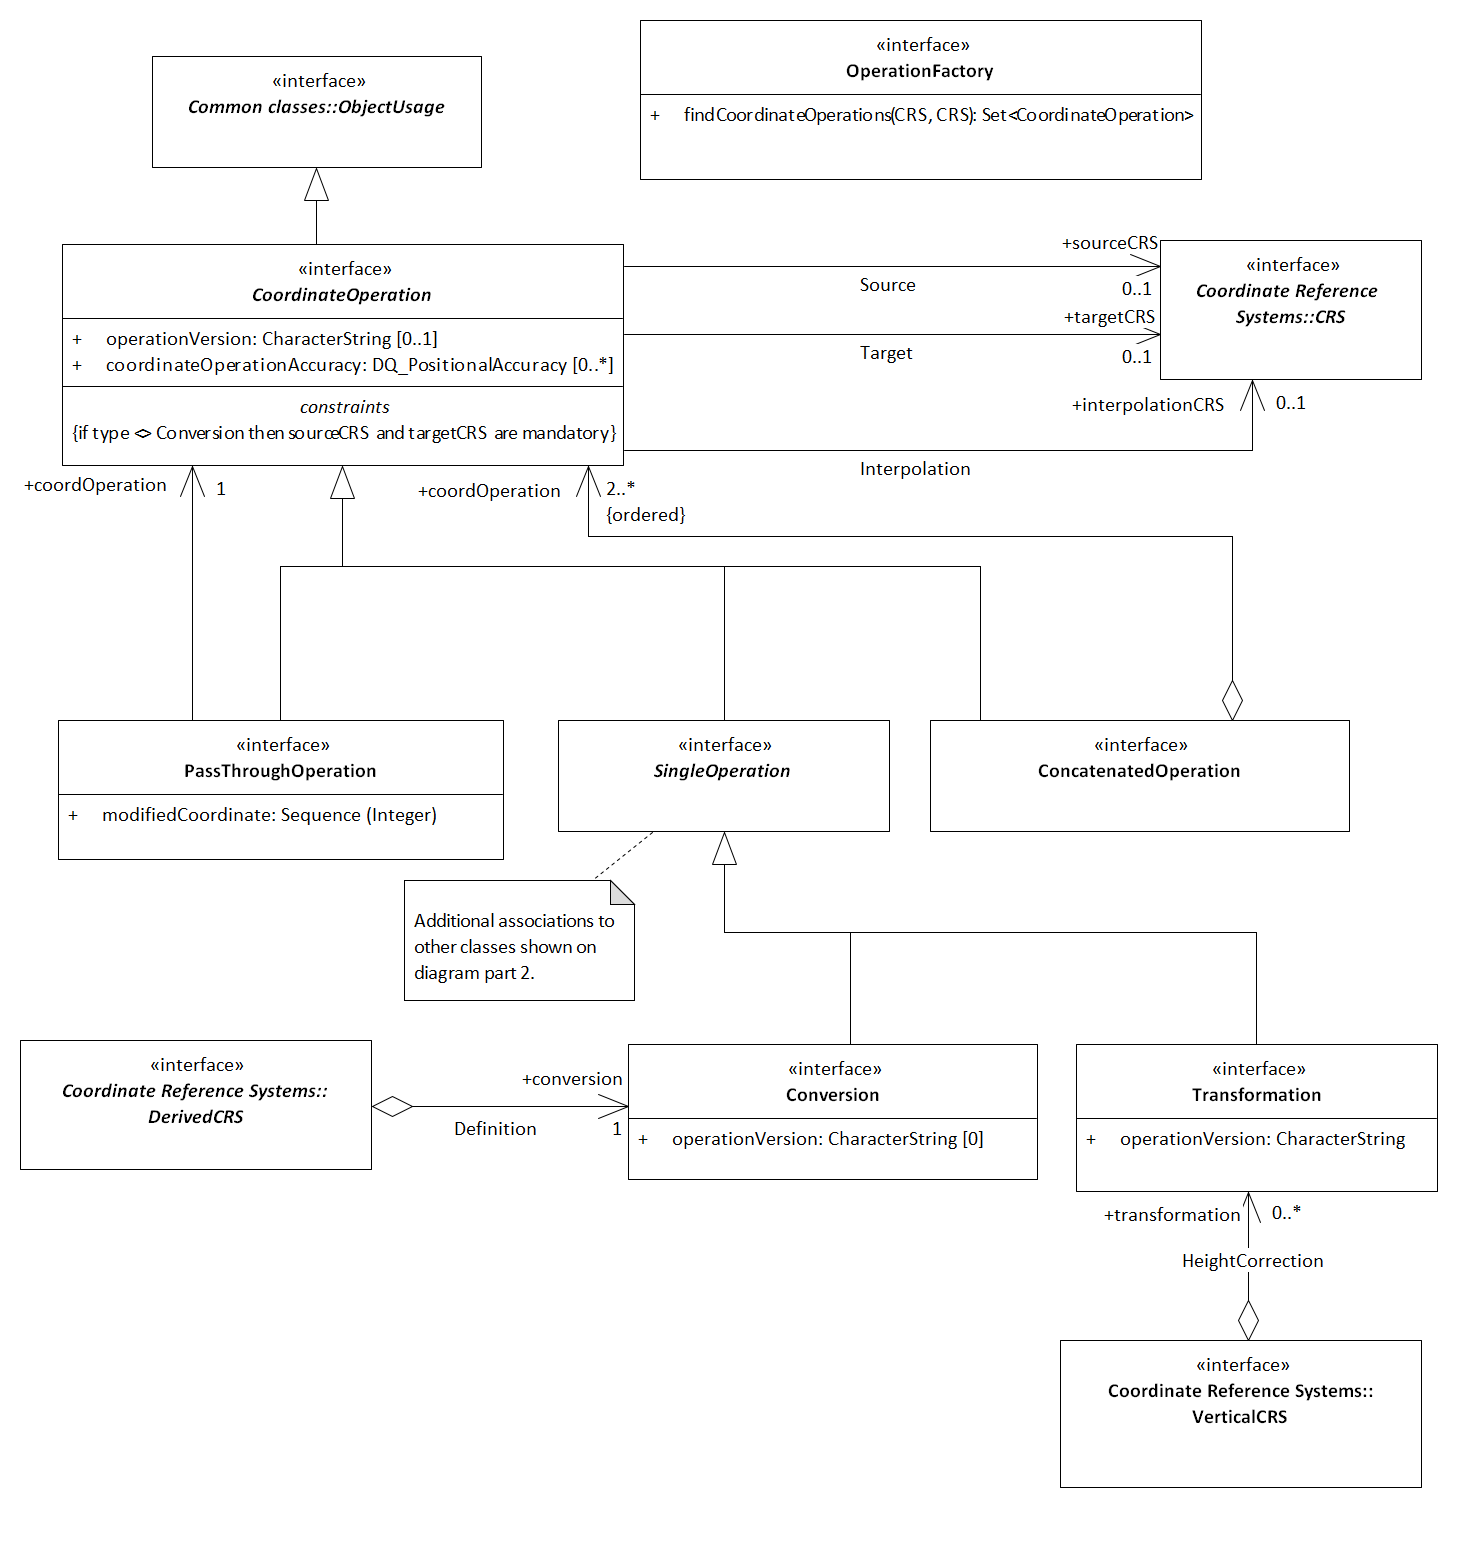 «interface»
OperationFactory
+ findCoordinateOperations(CRS, CRS): Set<CoordinateOperation>
«interface»
Common classes::ObjectUsage
«interface»
CoordinateOperation
+ operationVersion: CharacterString [0..1]
+ coordinateOperationAccuracy: DQ_PositionalAccuracy [0..*]
constraints
{if type <> Conversion then sourceCRS and targetCRS are mandatory}
+sourceCRS
Source
0..1
+targetCRS
Target
0..1
«interface»
Coordinate Reference
Systems::CRS
+interpolationCRS
0..1
Interpolation
+coordOperation
1
+coordOperation
2..*
{ordered}
«interface»
PassThroughOperation
+ modifiedCoordinate: Sequence (Integer)
«interface»
SingleOperation
«interface»
ConcatenatedOperation
Additional associations to
other classes shown on
diagram part 2.
«interface»
Coordinate Reference Systems::
DerivedCRS
+conversion
Definition
1
«interface»
Conversion
+ operationVersion: CharacterString [0]
«interface»
Transformation
+ operationVersion: CharacterString
+transformation
0..*
HeightCorrection
«interface»
Coordinate Reference Systems::
VerticalCRS